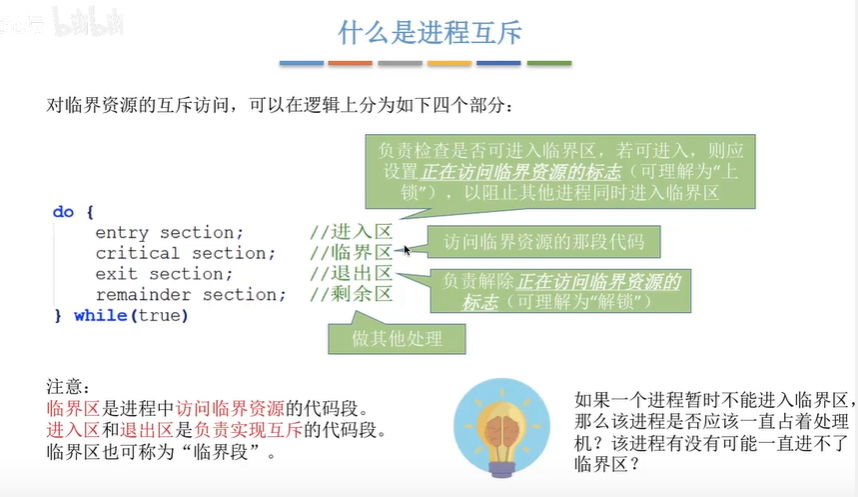 bilibili
什么是进程互斥
对临界资源的互斥访问，可以在逻辑上分为如下四个部分：
负责检查是否可进入临界区，若可进入，则应
设置正在访问临界资源的标志（可理解为“上
锁”），以阻止其他进程同时进入临界区
do {
entry section; //进入区
critical section; //临界区
exit section; //退出区
remainder section; //剩余区
} while(true)
访问临界资源的那段代码
负责解除正在访问临界资源的
标志（可理解为“解锁”）
做其他处理
注意：
临界区是进程中访问临界资源的代码段。
进入区和退出区是负责实现互斥的代码段。
临界区也可称为“临界段”。
如果一个进程暂时不能进入临界区，
那么该进程是否应该一直占着处理
机？该进程有没有可能一直进不了
临界区？